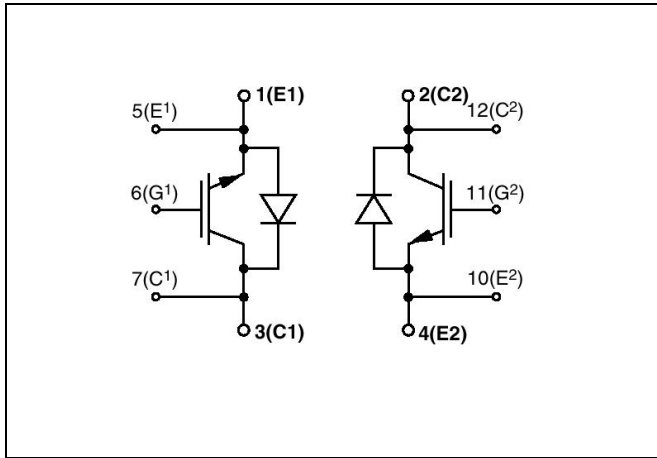 1(E1)
2(C2)
5(E¹)
12(C²)
6(G¹)
11(G²)
7(C¹)
10(E²)
3(C1)
4(E2)